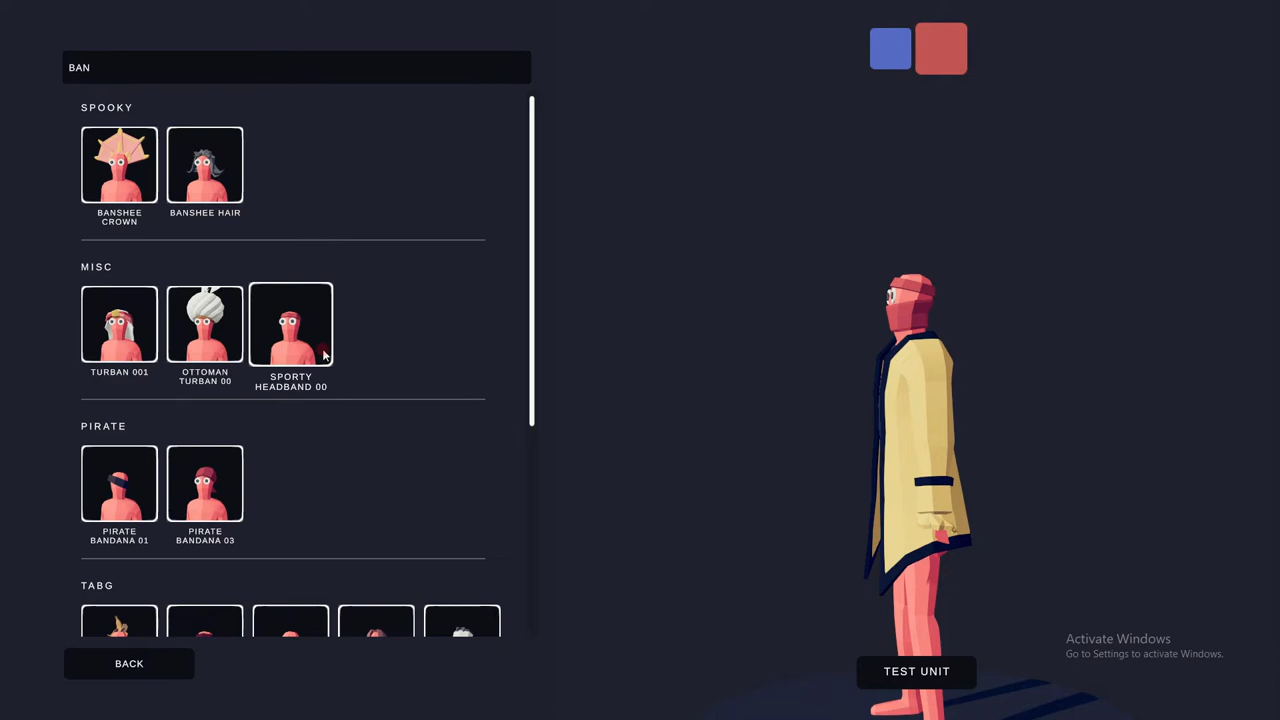 BAN
SPOOKY
BANSHEE
CROWN
BANSHEE HAIR
MISC
TURBAN 001
OTTOMAN
TURBAN 00
SPORTY
HEADBAND 00
PIRATE
PIRATE
BANDANA 01
PIRATE
BANDANA 03
TABG
BACK
TEST UNIT
Activate Windows
Go to Settings to activate Windows.